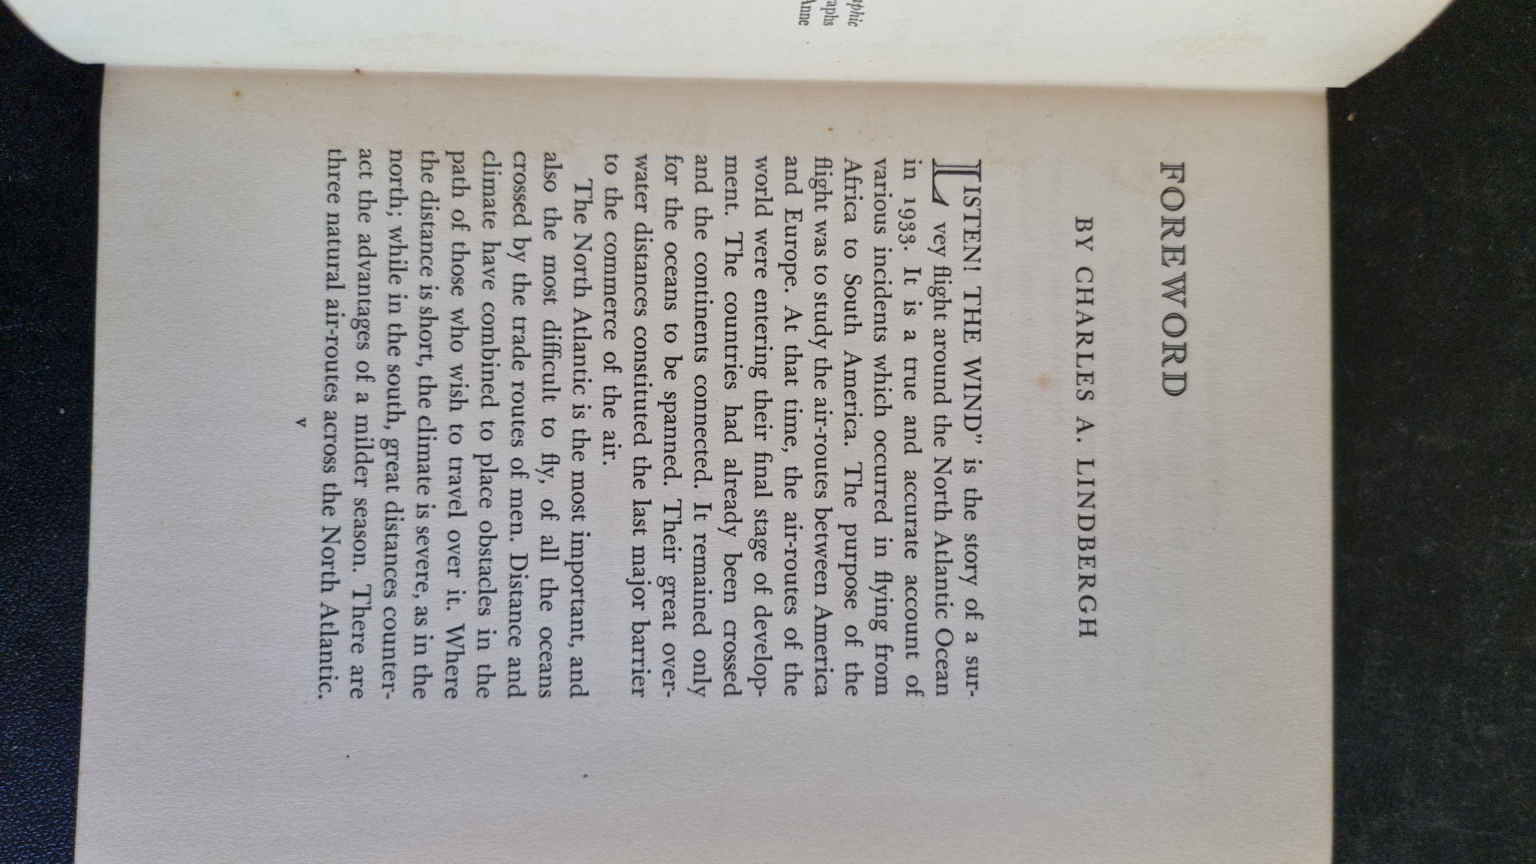 phic
aphs
Anne
FOREWORD
BY CHARLES A. LINDBERGH
LISTEN! THE WIND” is the story of a sur-
vey flight around the North Atlantic Ocean
in 1933. It is a true and accurate account of
various incidents which occurred in flying from
Africa to South America. The purpose of the
flight was to study the air-routes between America
and Europe. At that time, the air-routes of the
world were entering their final stage of develop-
ment. The countries had already been crossed
and the continents connected. It remained only
for the oceans to be spanned. Their great over-
water distances constituted the last major barrier
to the commerce of the air.
The North Atlantic is the most important, and
also the most difficult to fly, of all the oceans
crossed by the trade routes of men. Distance and
climate have combined to place obstacles in the
path of those who wish to travel over it. Where
the distance is short, the climate is severe, as in the
north; while in the south, great distances counter-
act the advantages of a milder season. There are
three natural air-routes across the North Atlantic.
v